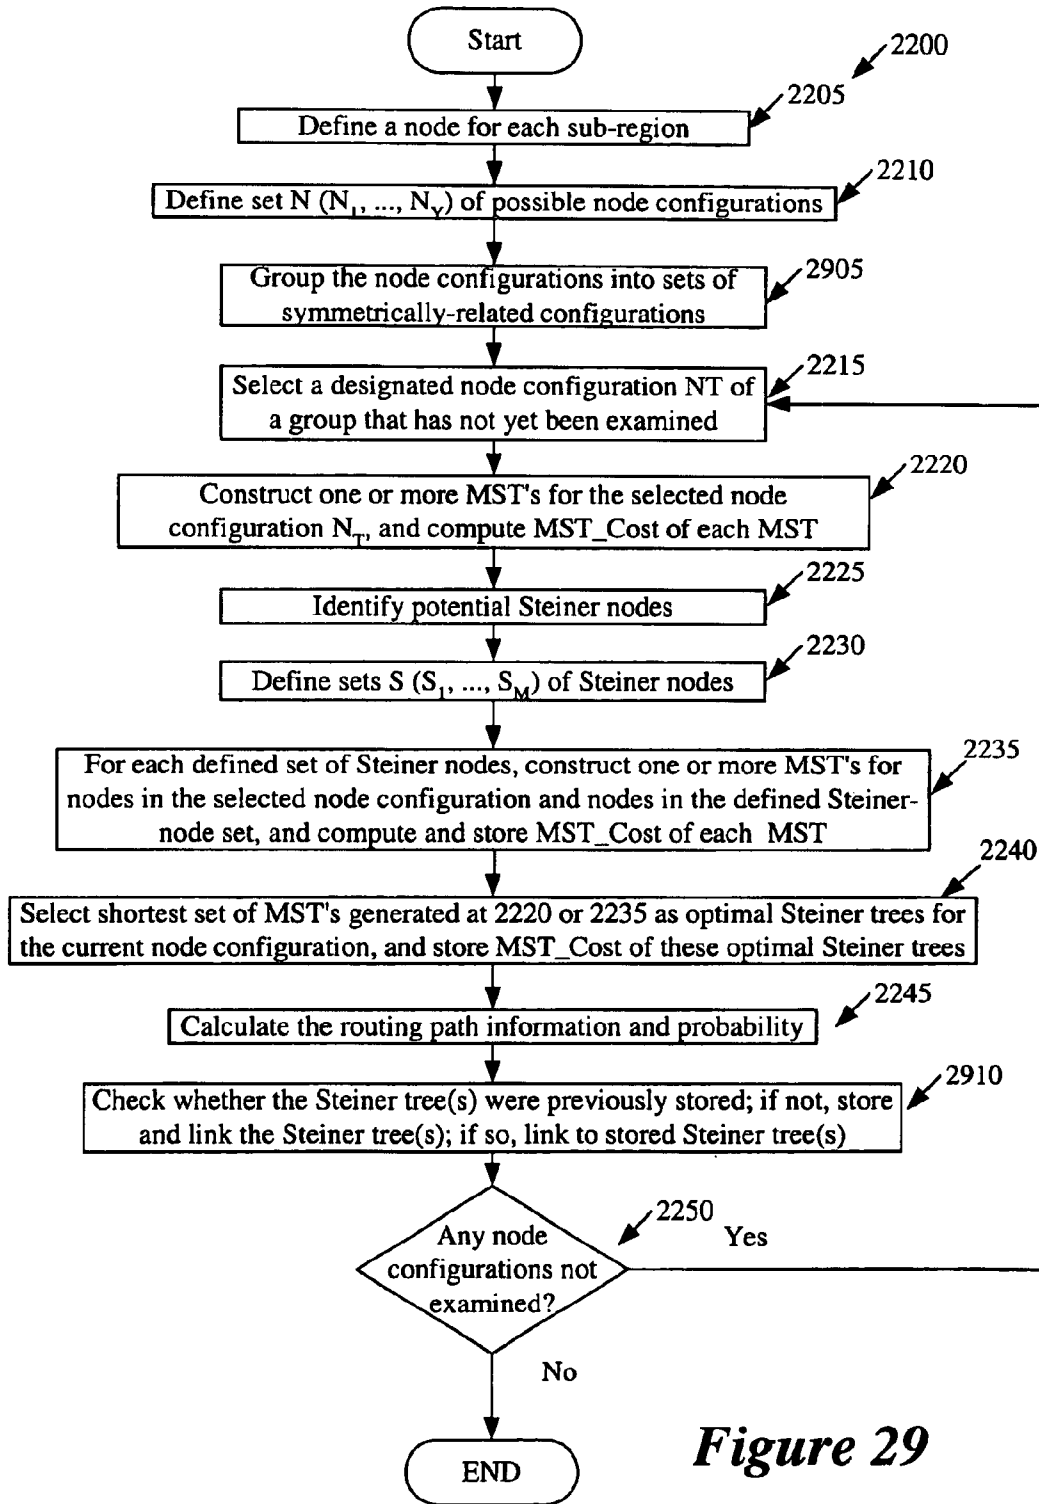 Start
2200
2205
Define a node for each sub-region
2210
Define set N (N1, ..., NY) of possible node configurations
2905
Group the node configurations into sets of
symmetrically-related configurations
2215
Select a designated node configuration NT of
a group that has not yet been examined
2220
Construct one or more MST's for the selected node
configuration NT, and compute MST_Cost of each MST
2225
Identify potential Steiner nodes
2230
Define sets S (S1, ..., SM) of Steiner nodes
2235
For each defined set of Steiner nodes, construct one or more MST's for
nodes in the selected node configuration and nodes in the defined Steiner-
node set, and compute and store MST_Cost of each MST
2240
Select shortest set of MST's generated at 2220 or 2235 as optimal Steiner trees for
the current node configuration, and store MST_Cost of these optimal Steiner trees
2245
Calculate the routing path information and probability
2910
Check whether the Steiner tree(s) were previously stored; if not, store
and link the Steiner tree(s); if so, link to stored Steiner tree(s)
2250
Any node
configurations not
examined?
Yes
No
END
Figure 29